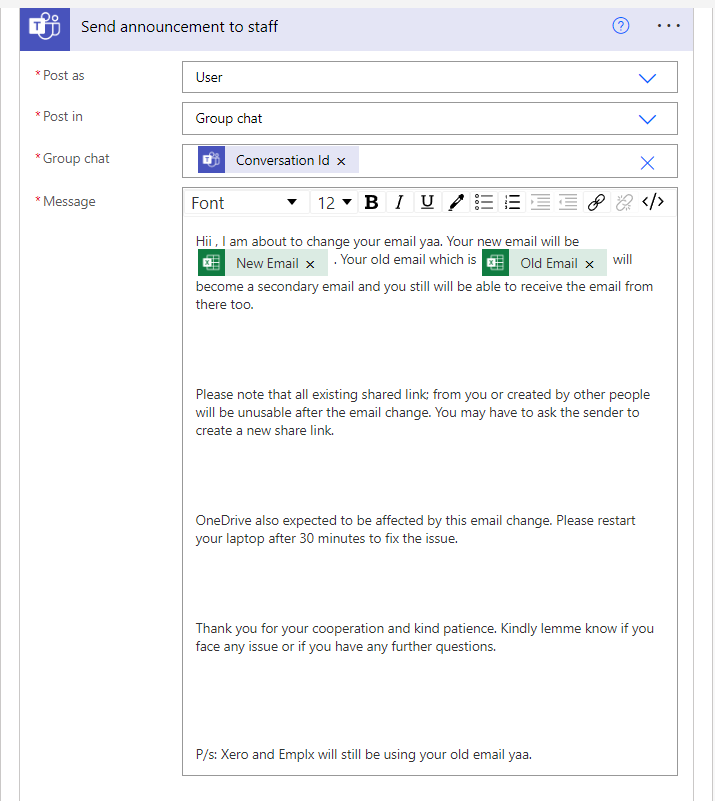 Send announcement to staff
* Post as
User
* Post in
Group chat
* Group chat
Conversation Id ×
* Message
Font 12 B I U </>
Hii , I am about to change your email yaa. Your new email will be
New Email × . Your old email which is Old Email × will
become a secondary email and you still will be able to receive the email from
there too.
Please note that all existing shared link; from you or created by other people
will be unusable after the email change. You may have to ask the sender to
create a new share link.
OneDrive also expected to be affected by this email change. Please restart
your laptop after 30 minutes to fix the issue.
Thank you for your cooperation and kind patience. Kindly lemme know if you
face any issue or if you have any further questions.
P/s: Xero and Emplx will still be using your old email yaa.